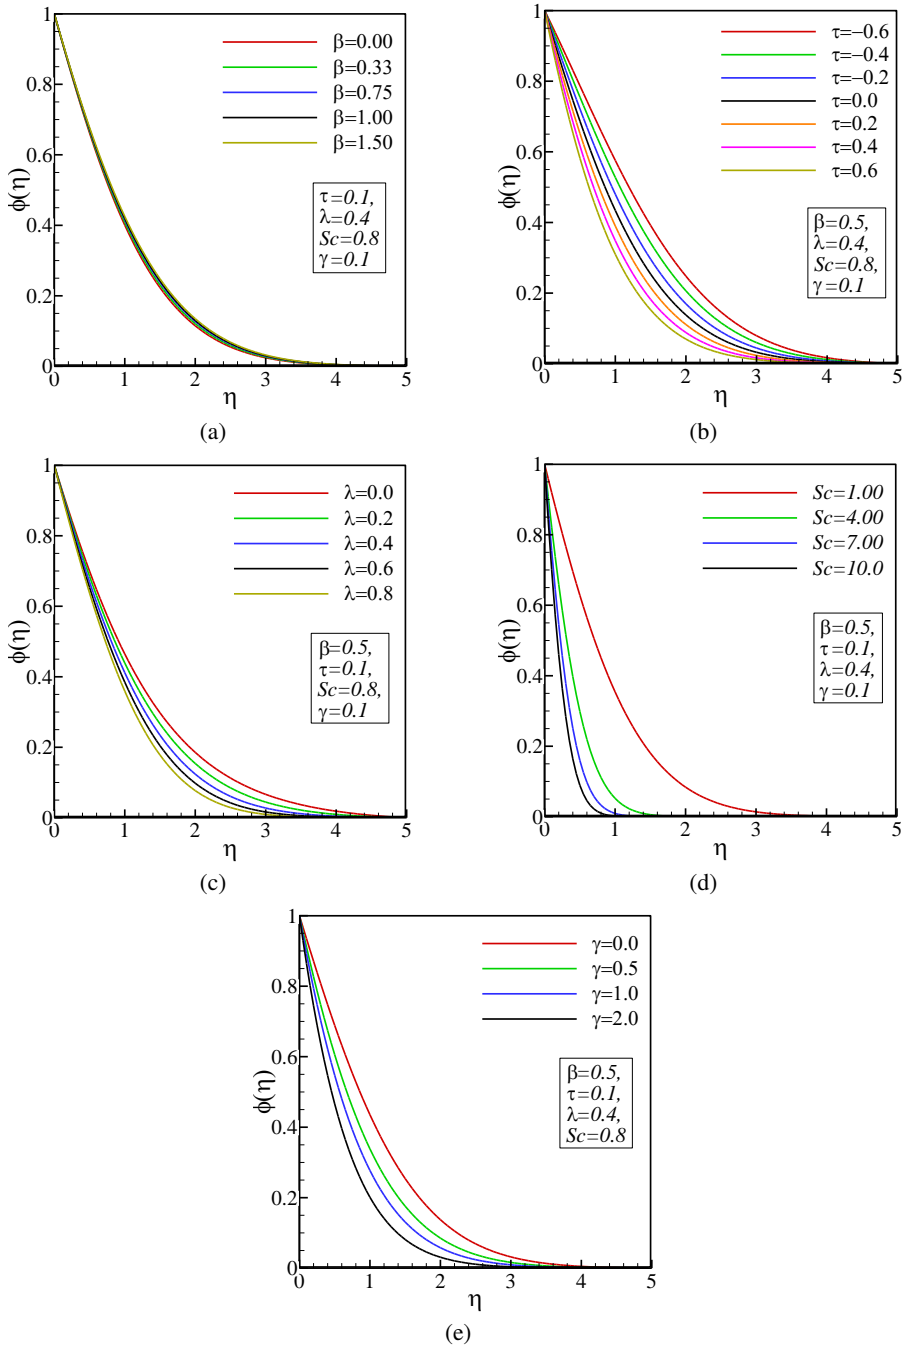 1
β=0.00
β=0.33
0.8
β=0.75
β=1.00
β=1.50
0.6
ϕ(η)
τ=0.1,
λ=0.4
Sc=0.8
γ=0.1
0.4
0.2
0
0 1 2 3 4 5
η
(a)
1
τ=−0.6
τ=−0.4
0.8
τ=−0.2
τ=0.0
τ=0.2
τ=0.4
τ=0.6
0.6
ϕ(η)
β=0.5,
λ=0.4,
Sc=0.8,
γ=0.1
0.4
0.2
0
0 1 2 3 4 5
η
(b)
1
λ=0.0
λ=0.2
0.8
λ=0.4
λ=0.6
λ=0.8
0.6
ϕ(η)
β=0.5,
τ=0.1,
Sc=0.8,
γ=0.1
0.4
0.2
0
0 1 2 3 4 5
η
(c)
1
Sc=1.00
Sc=4.00
0.8
Sc=7.00
Sc=10.0
0.6
ϕ(η)
β=0.5,
τ=0.1,
λ=0.4,
γ=0.1
0.4
0.2
0
0 1 2 3 4 5
η
(d)
1
γ=0.0
γ=0.5
0.8
γ=1.0
γ=2.0
0.6
ϕ(η)
β=0.5,
τ=0.1,
λ=0.4,
Sc=0.8
0.4
0.2
0
0 1 2 3 4 5
η
(e)